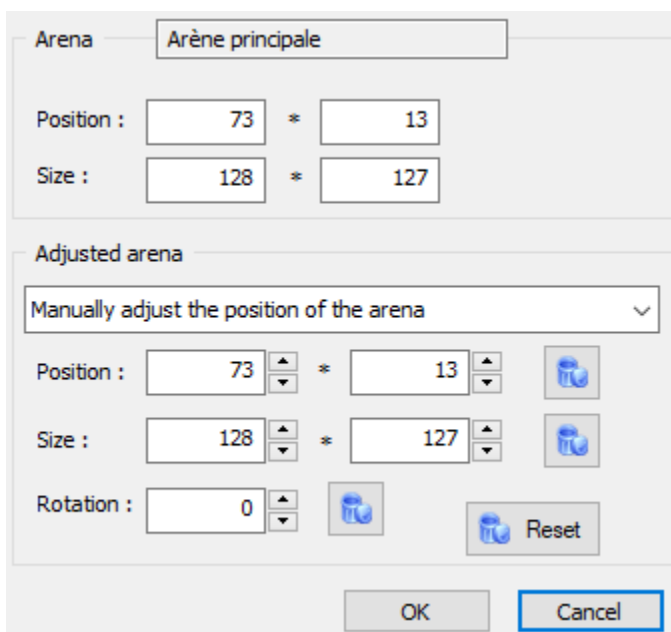 Arena Arène principale
Position : 73 * 13
Size : 128 * 127
Adjusted arena
Manually adjust the position of the arena
Position : 73 * 13
Size : 128 * 127
Rotation : 0
Reset
OK Cancel